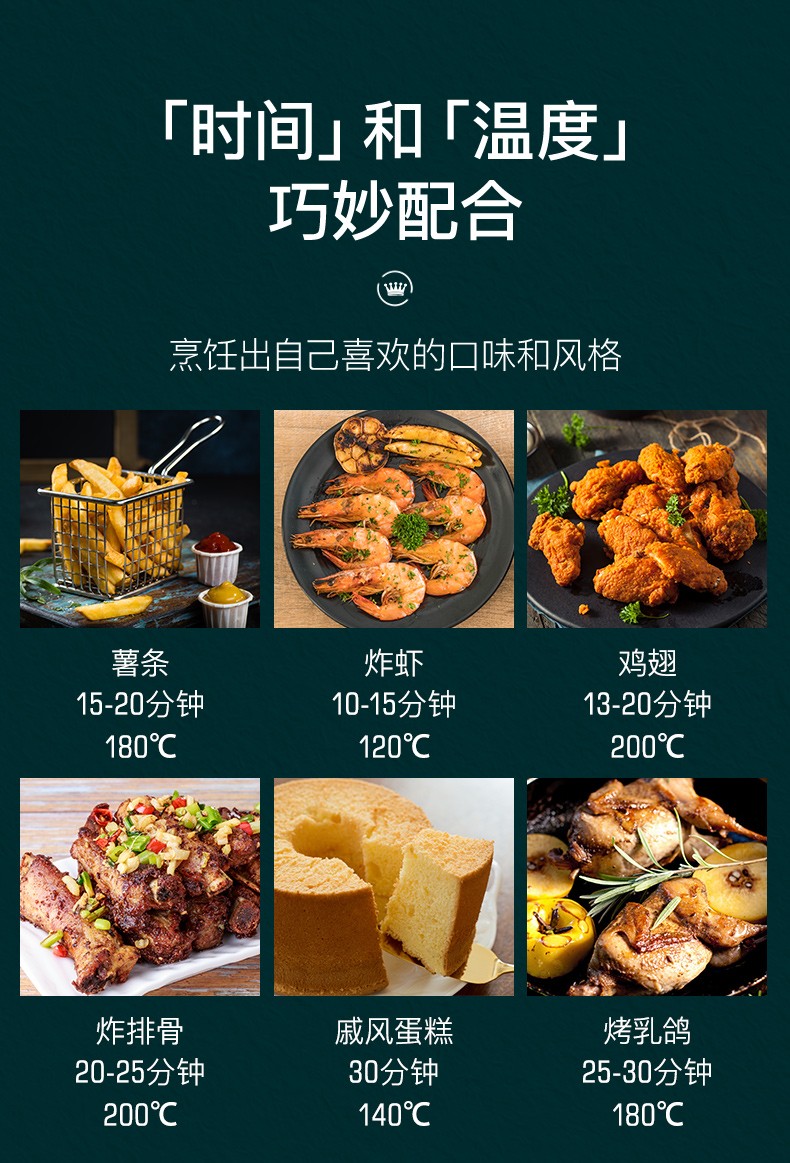 「时间」和「温度」
巧妙配合
烹饪出自己喜欢的口味和风格
薯条
15-20分钟
180℃
炸虾
10-15分钟
120℃
鸡翅
13-20分钟
200℃
炸排骨
20-25分钟
200℃
戚风蛋糕
30分钟
140℃
烤乳鸽
25-30分钟
180℃